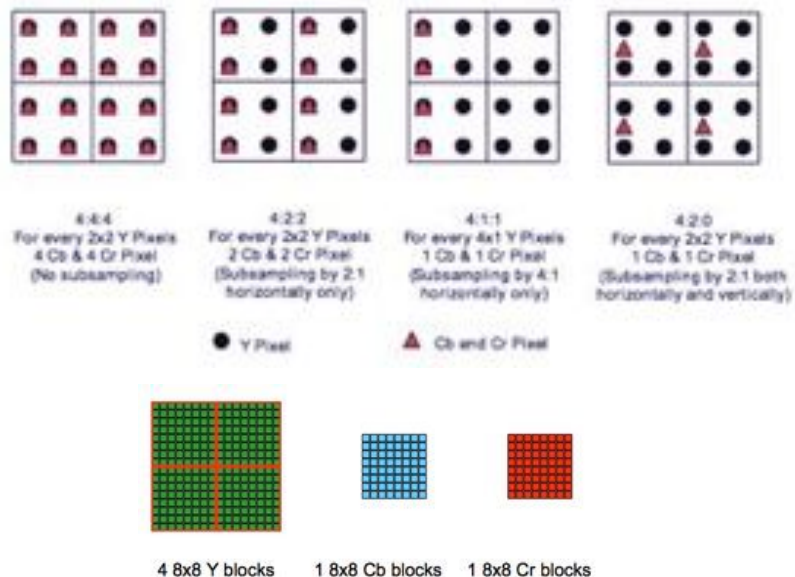 4:4:4
For every 2x2 Y Pixels
4 Cb & 4 Cr Pixel
(No subsampling)
4:2:2
For every 2x2 Y Pixels
2 Cb & 2 Cr Pixel
(Subsampling by 2:1
horizontally only)
4:1:1
For every 4x1 Y Pixels
1 Cb & 1 Cr Pixel
(Subsampling by 4:1
horizontally only)
4:2:0
For every 2x2 Y Pixels
1 Cb & 1 Cr Pixel
(Subsampling by 2:1 both
horizontally and vertically)
Y Pixel
Cb and Cr Pixel
4 8x8 Y blocks
1 8x8 Cb blocks
1 8x8 Cr blocks